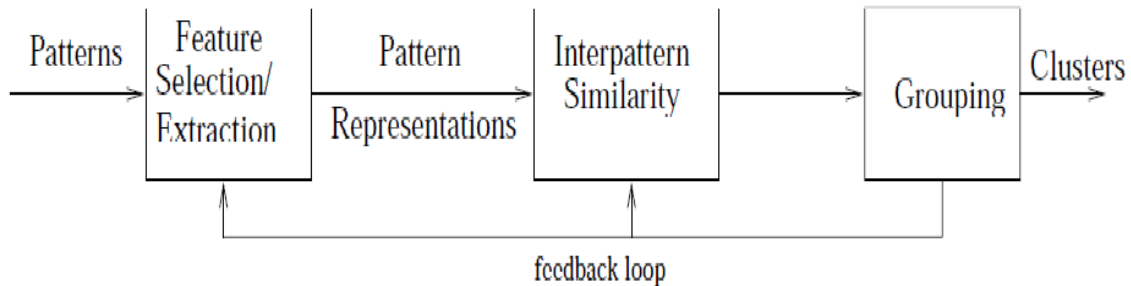 Patterns
Feature
Selection/
Extraction
Pattern
Representations
Interpattern
Similarity
Grouping
Clusters
feedback loop